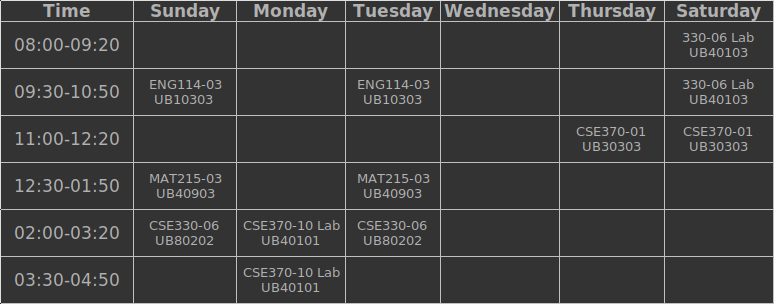 Time Sunday Monday Tuesday Wednesday Thursday Saturday
08:00-09:20 330-06 Lab
UB40103
09:30-10:50 ENG114-03 ENG114-03 330-06 Lab
UB10303 UB10303 UB40103
11:00-12:20 CSE370-01 CSE370-01
UB30303 UB30303
12:30-01:50 MAT215-03 MAT215-03
UB40903 UB40903
02:00-03:20 CSE330-06 CSE370-10 Lab CSE330-06
UB80202 UB40101 UB80202
03:30-04:50 CSE370-10 Lab
UB40101